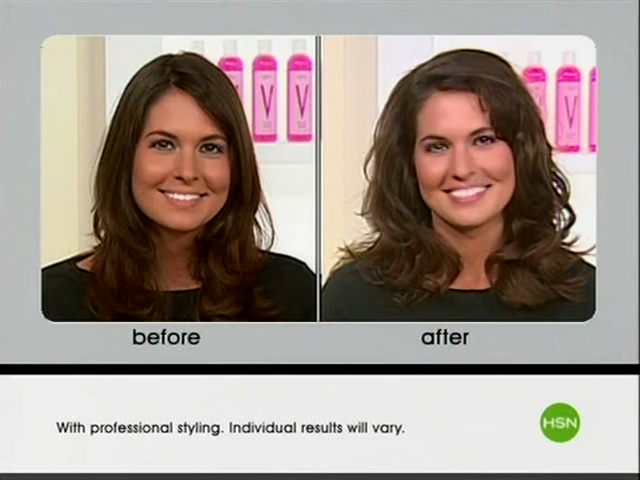 V
V
V
before
after
With professional styling. Individual results will vary.
HSN